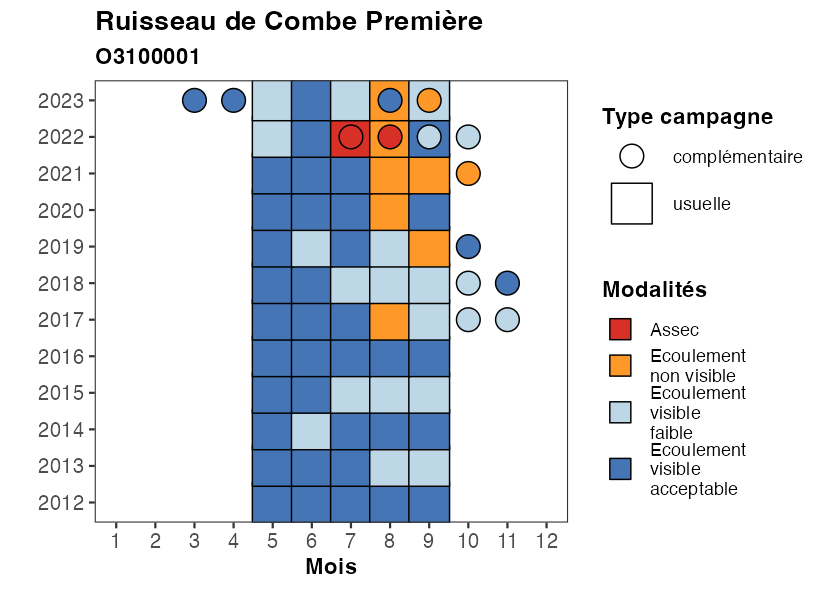 Ruisseau de Combe Première
O3100001
2023
2022
2021
2020
2019
2018
2017
2016
2015
2014
2013
2012
1 2 3 4 5 6 7 8 9 10 11 12
Mois
Type campagne
complémentaire
usuelle
Modalités
Assec
Ecoulement
non visible
Ecoulement
visible
faible
Ecoulement
visible
acceptable